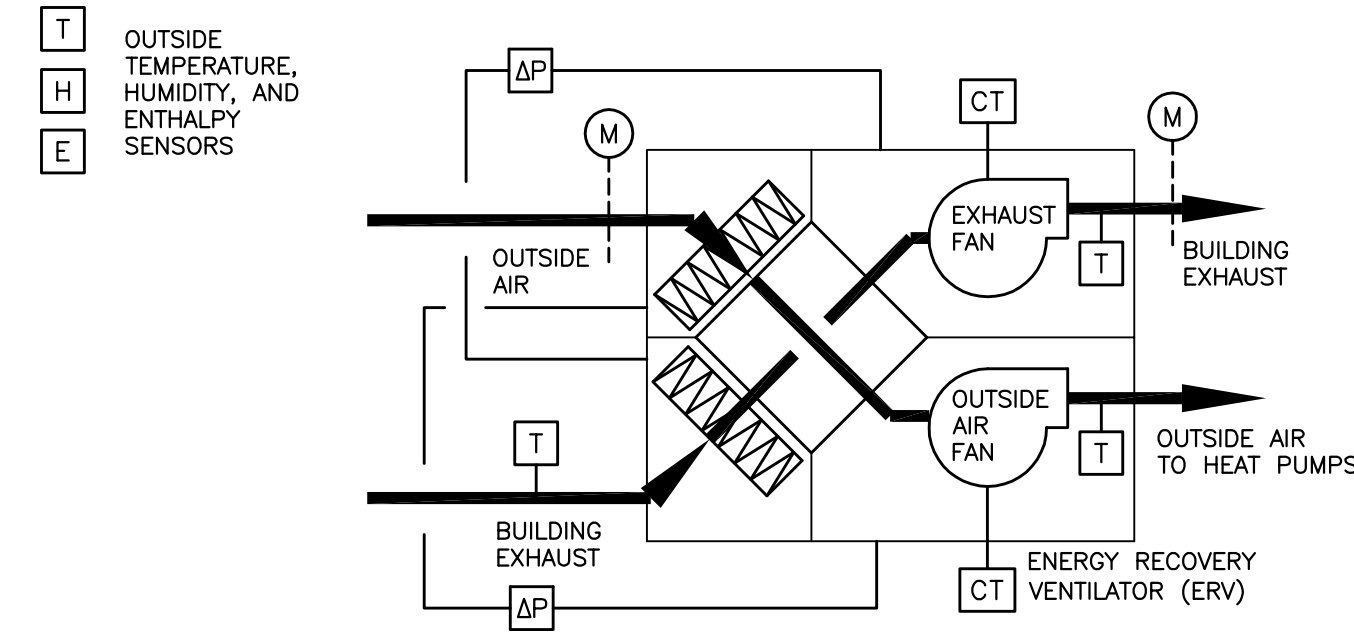 T
H
E
OUTSIDE
TEMPERATURE,
HUMIDITY, AND
ENTHALPY
SENSORS
ΔP
M
CT
M
EXHAUST
FAN
T
BUILDING
EXHAUST
OUTSIDE
AIR
OUTSIDE
AIR
FAN
T
OUTSIDE AIR
TO HEAT PUMPS
T
BUILDING
EXHAUST
ΔP
CT
ENERGY RECOVERY
VENTILATOR (ERV)